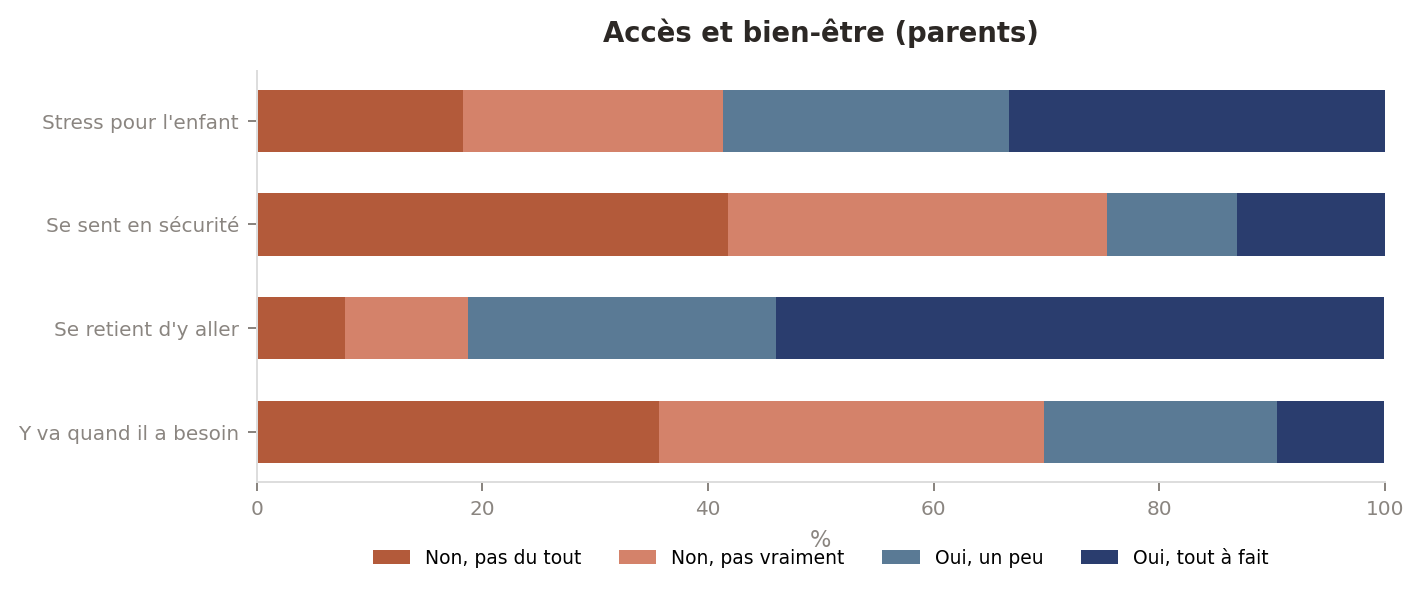 Accès et bien-être (parents)
Stress pour l'enfant
Se sent en sécurité
Se retient d'y aller
Y va quand il a besoin
0 20 40 60 80 100
%
Non, pas du tout Non, pas vraiment Oui, un peu Oui, tout à fait